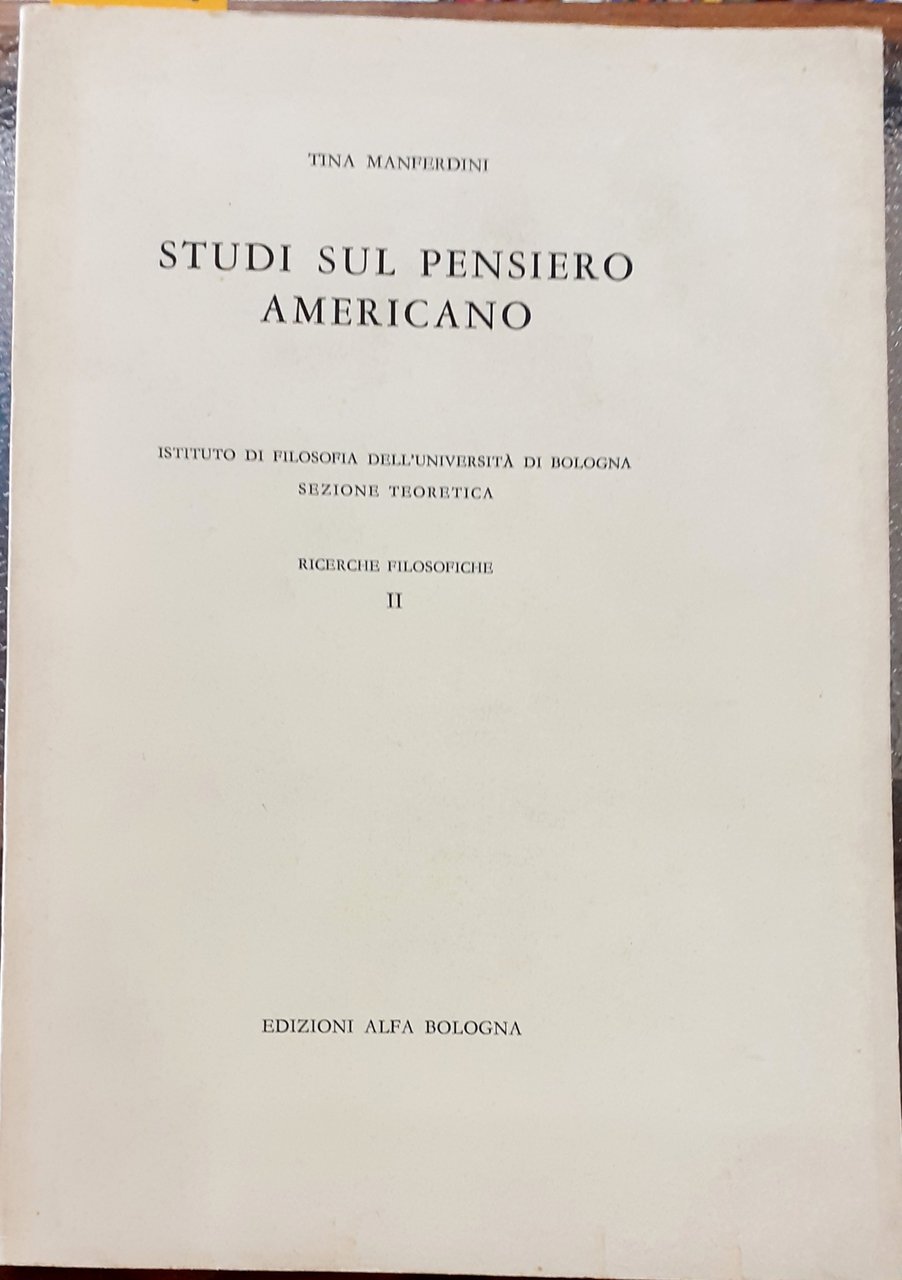 TINA MANFERDINI
STUDI SUL PENSIERO
AMERICANO
ISTITUTO DI FILOSOFIA DELL'UNIVERSITÀ DI BOLOGNA
SEZIONE TEORETICA
RICERCHE FILOSOFICHE
II
EDIZIONI ALFA BOLOGNA